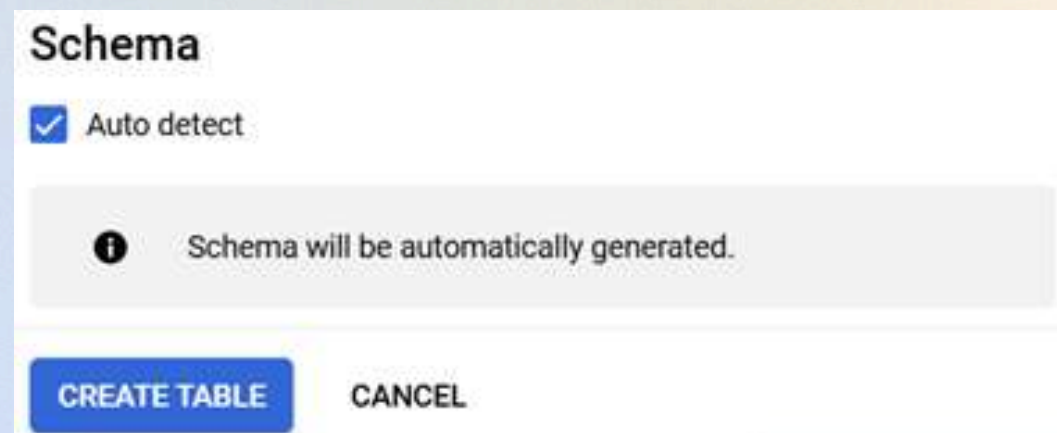 Schema
Auto detect
Schema will be automatically generated.
CREATE TABLE CANCEL